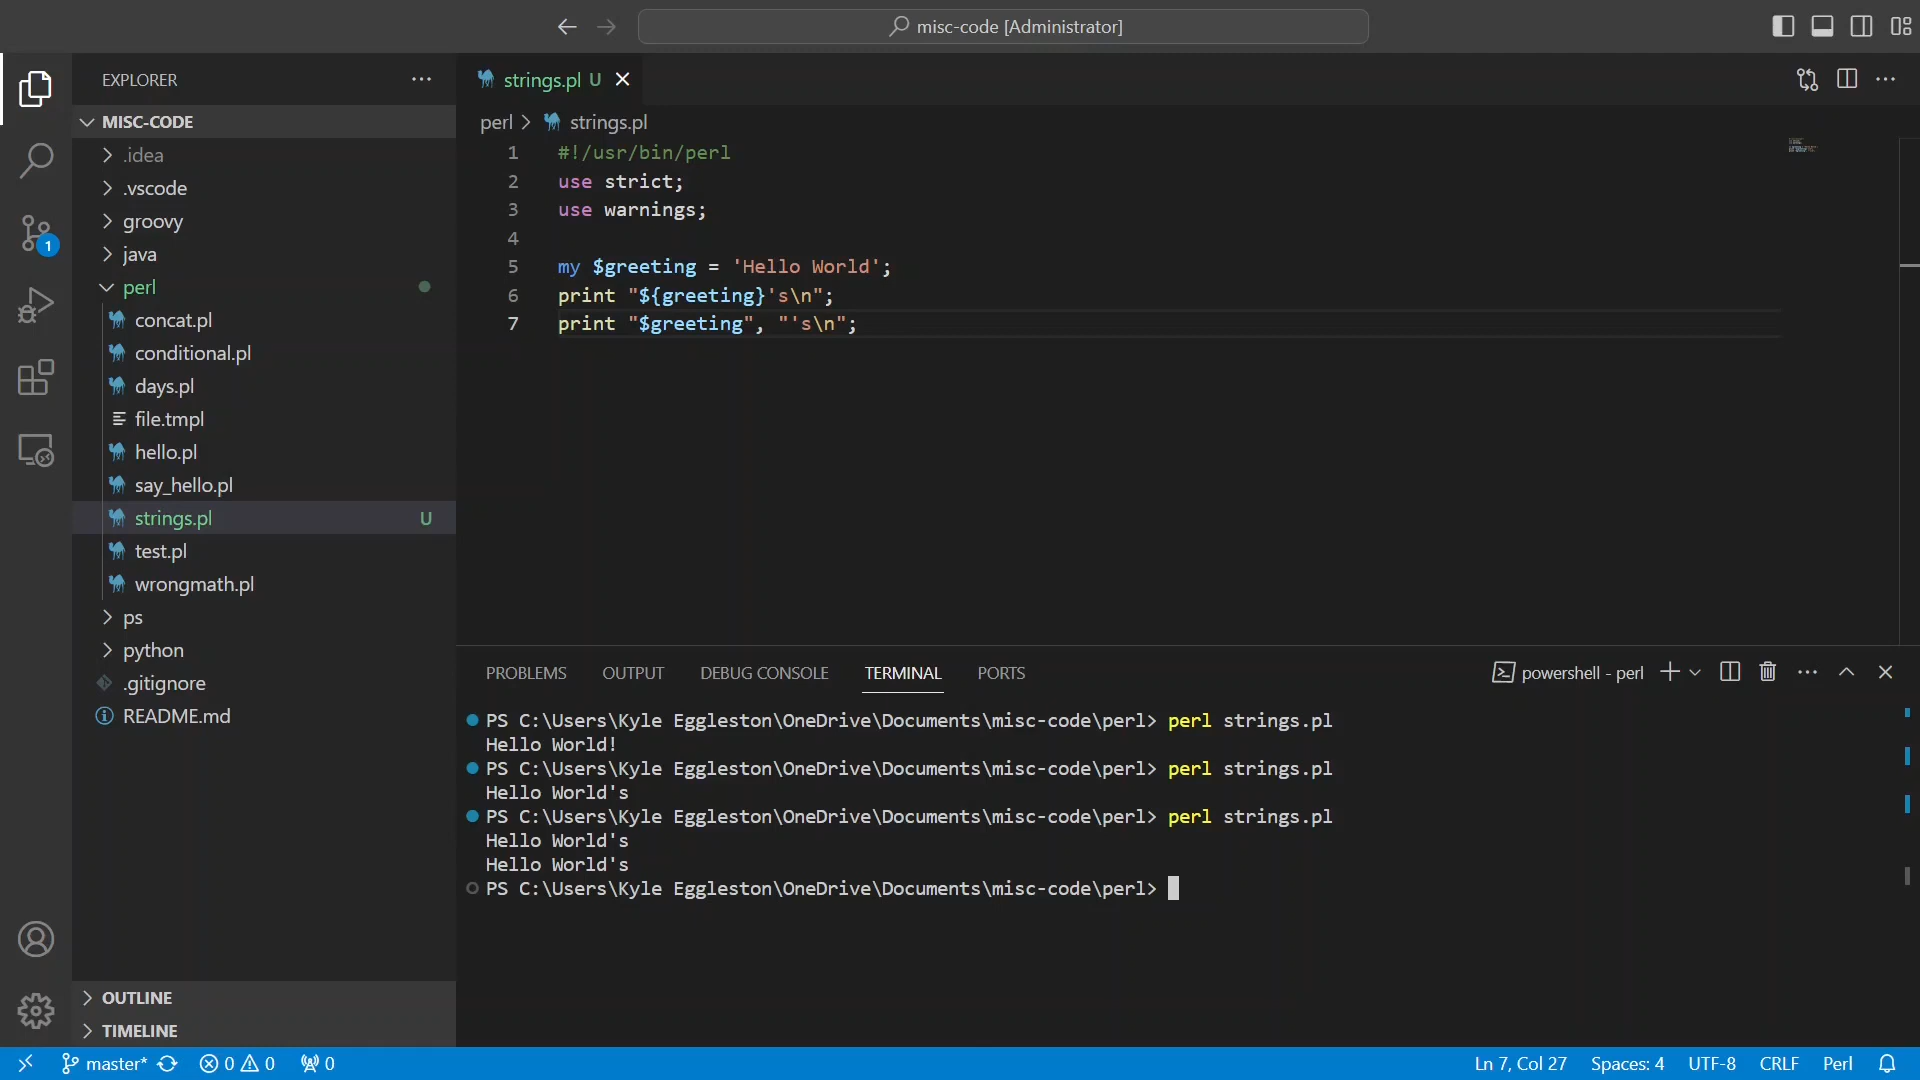 misc-code [Administrator]
EXPLORER
strings.pl U
MISC-CODE
perl > strings.pl
.idea
.vscode
groovy
java
perl
concat.pl
conditional.pl
days.pl
file.tmpl
hello.pl
say_hello.pl
strings.pl U
test.pl
wrongmath.pl
ps
python
.gitignore
README.md
OUTLINE
TIMELINE
1
1 #!/usr/bin/perl
2 use strict;
3 use warnings;
4
5 my $greeting = 'Hello World';
6 print "${greeting}'s\n";
7 print "$greeting", "'s\n";
PROBLEMS OUTPUT DEBUG CONSOLE TERMINAL PORTS powershell - perl
PS C:\Users\Kyle Eggleston\OneDrive\Documents\misc-code\perl> perl strings.pl
Hello World!
PS C:\Users\Kyle Eggleston\OneDrive\Documents\misc-code\perl> perl strings.pl
Hello World's
PS C:\Users\Kyle Eggleston\OneDrive\Documents\misc-code\perl> perl strings.pl
Hello World's
Hello World's
PS C:\Users\Kyle Eggleston\OneDrive\Documents\misc-code\perl>
master* 0 0 0 Ln 7, Col 27 Spaces: 4 UTF-8 CRLF Perl